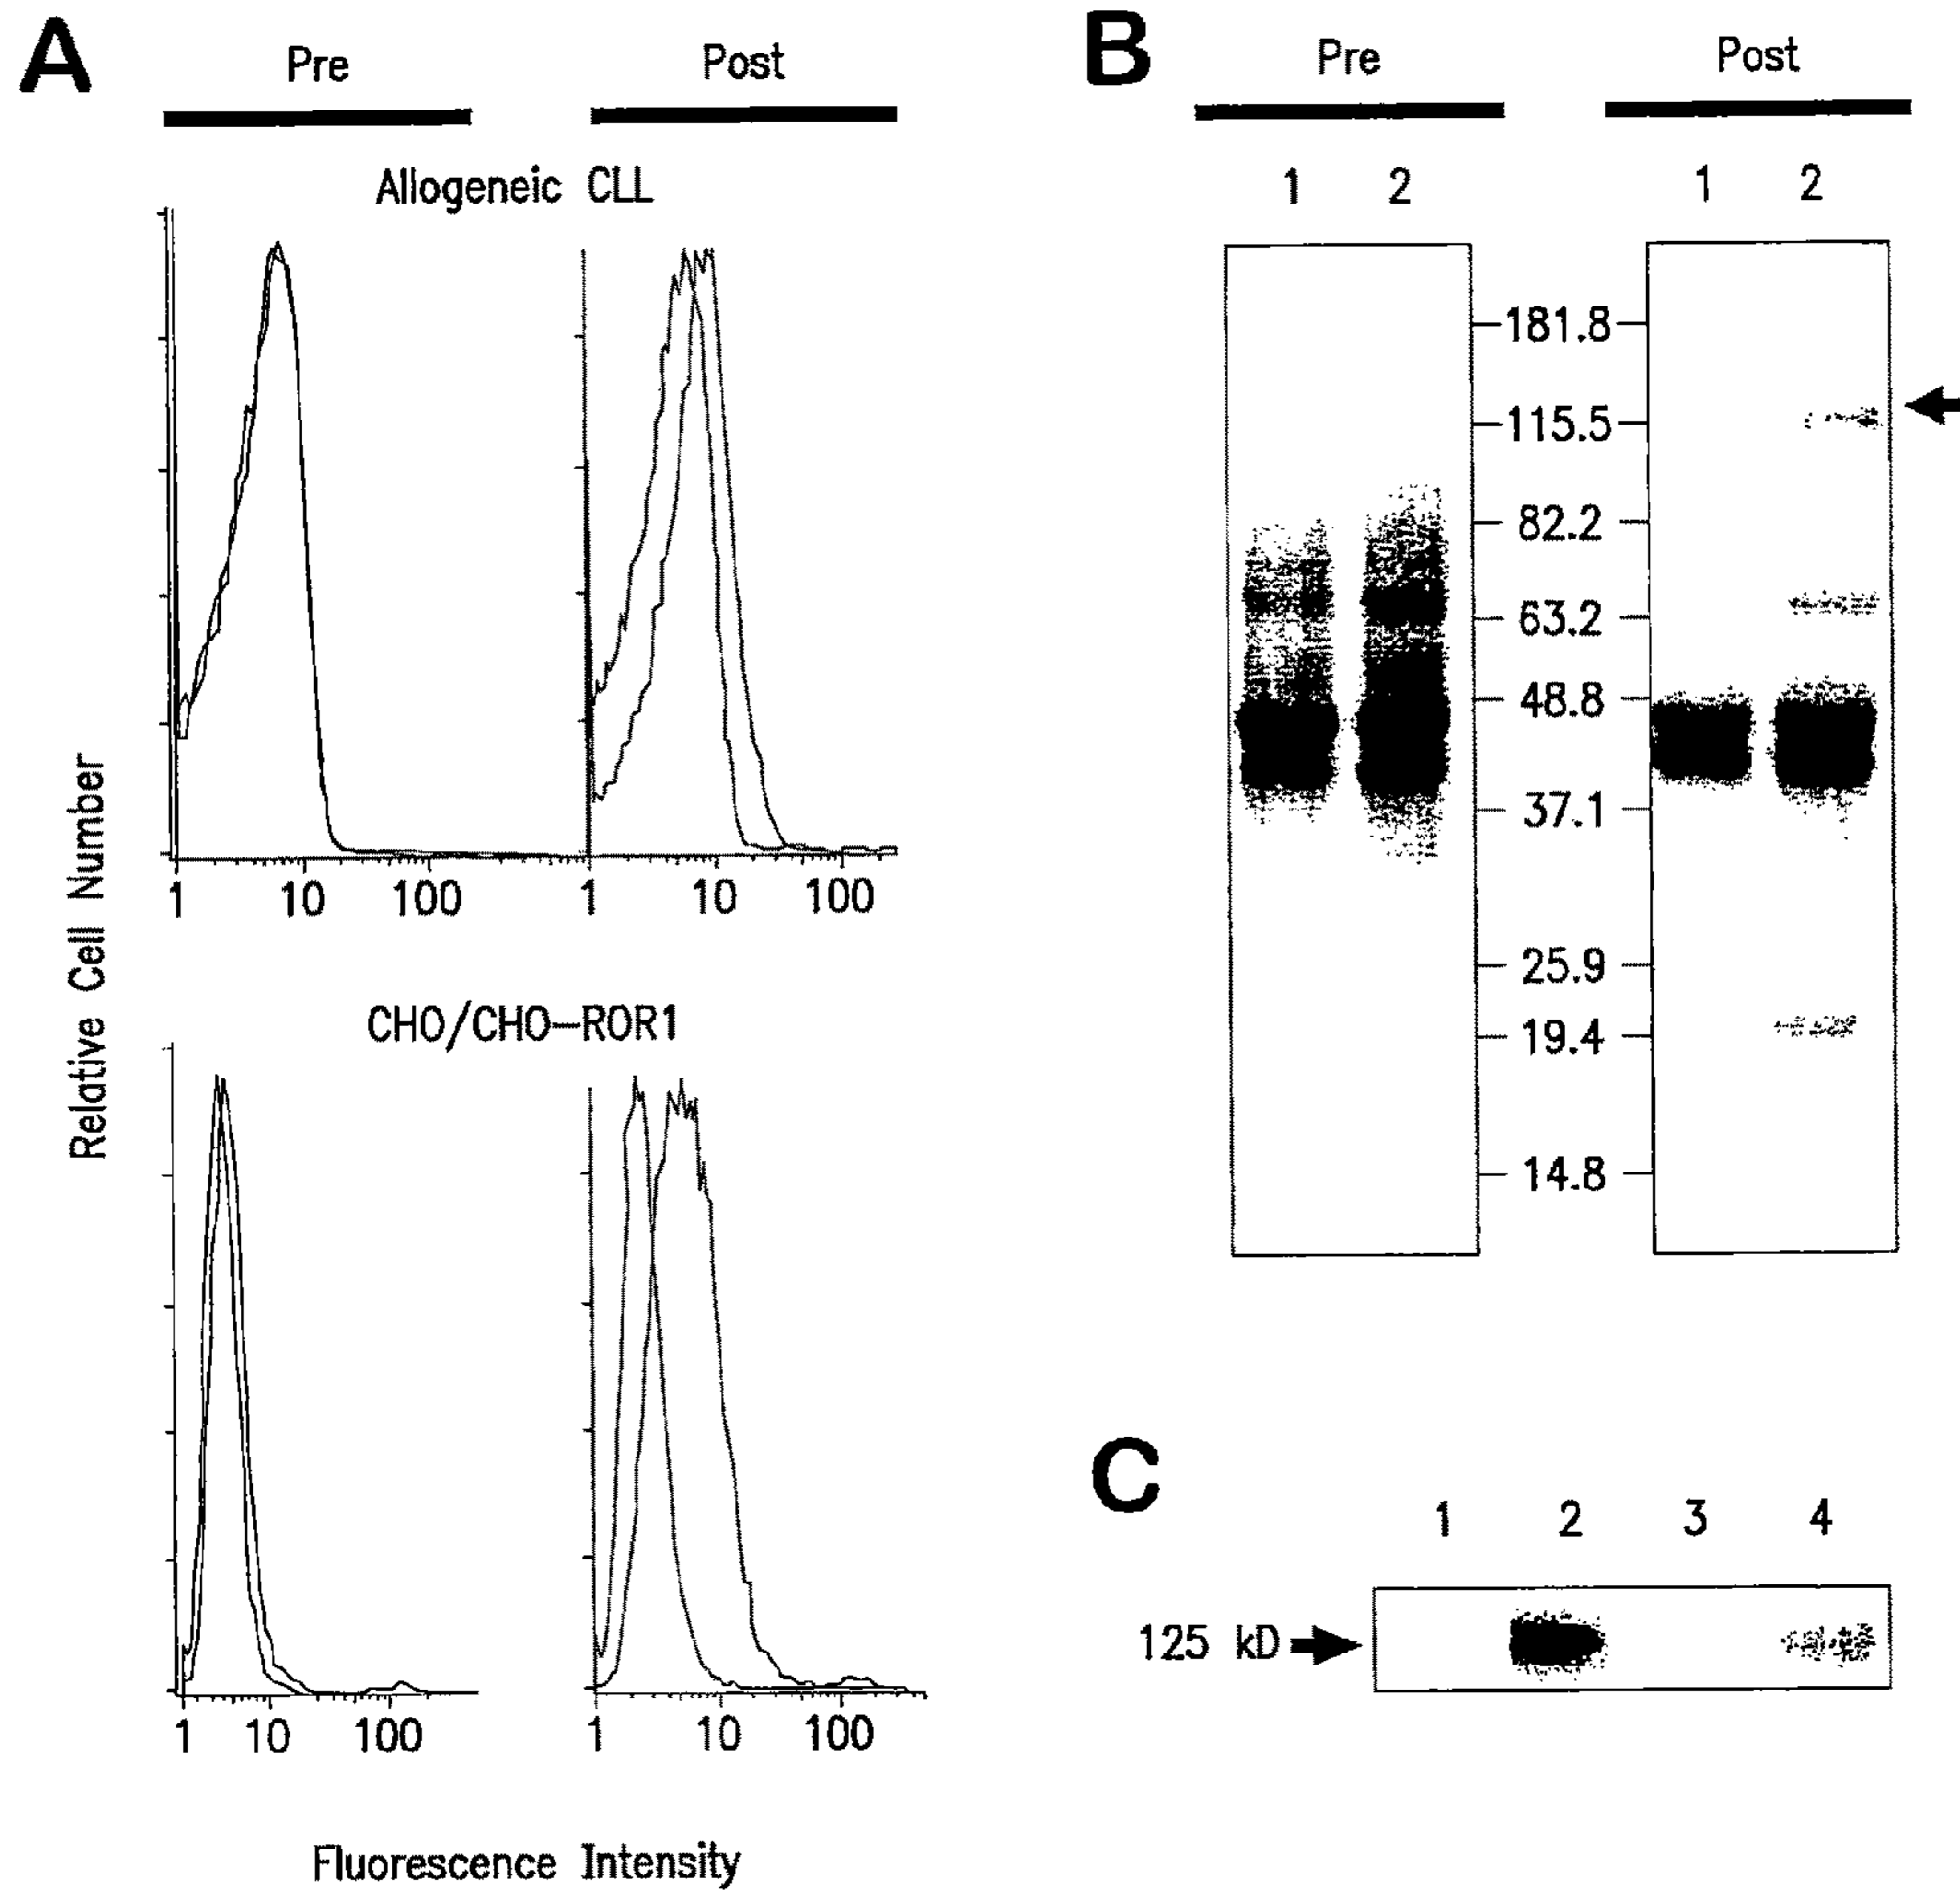 A
Pre
Post
Allogeneic CLL
1 10 100
1 10 100
CHO/CHO-ROR1
1 10 100
1 10 100
Relative Cell Number
Fluorescence Intensity
B
Pre
Post
1 2
1 2
181.8
115.5
82.2
63.2
48.8
37.1
25.9
19.4
14.8
C
1 2 3 4
125 kD